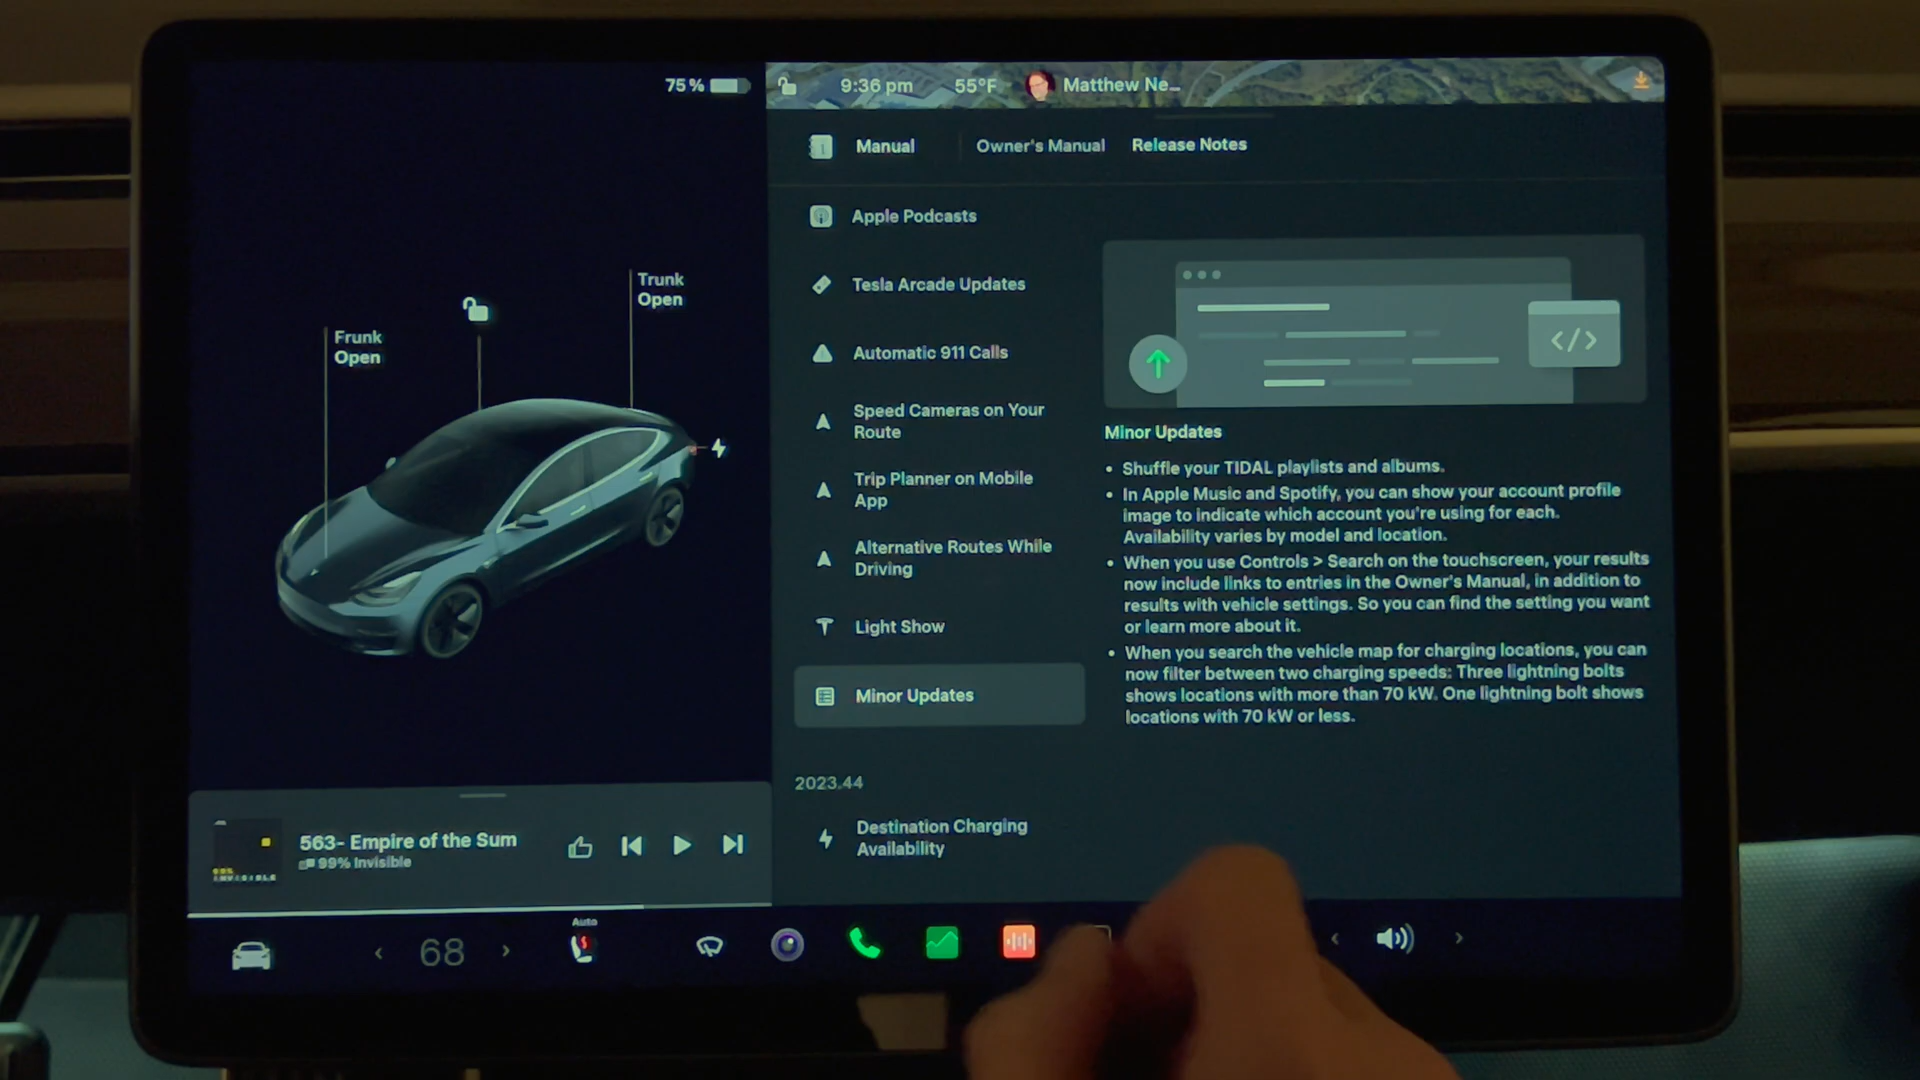 75%
9:36 pm
55°F
Matthew Ne...
Manual
Owner's Manual
Release Notes
Apple Podcasts
Tesla Arcade Updates
Automatic 911 Calls
Speed Cameras on Your
Route
Trip Planner on Mobile
App
Alternative Routes While
Driving
Light Show
Minor Updates
2023.44
Destination Charging
Availability
</>
Minor Updates
• Shuffle your TIDAL playlists and albums.
• In Apple Music and Spotify, you can show your account profile
image to indicate which account you're using for each.
Availability varies by model and location.
• When you use Controls > Search on the touchscreen, your results
now include links to entries in the Owner's Manual, in addition to
results with vehicle settings. So you can find the setting you want
or learn more about it.
• When you search the vehicle map for charging locations, you can
now filter between two charging speeds: Three lightning bolts
shows locations with more than 70 kW. One lightning bolt shows
locations with 70 kW or less.
Frunk
Open
Trunk
Open
563- Empire of the Sum
99% Invisible
INVISIBLE
Auto
68